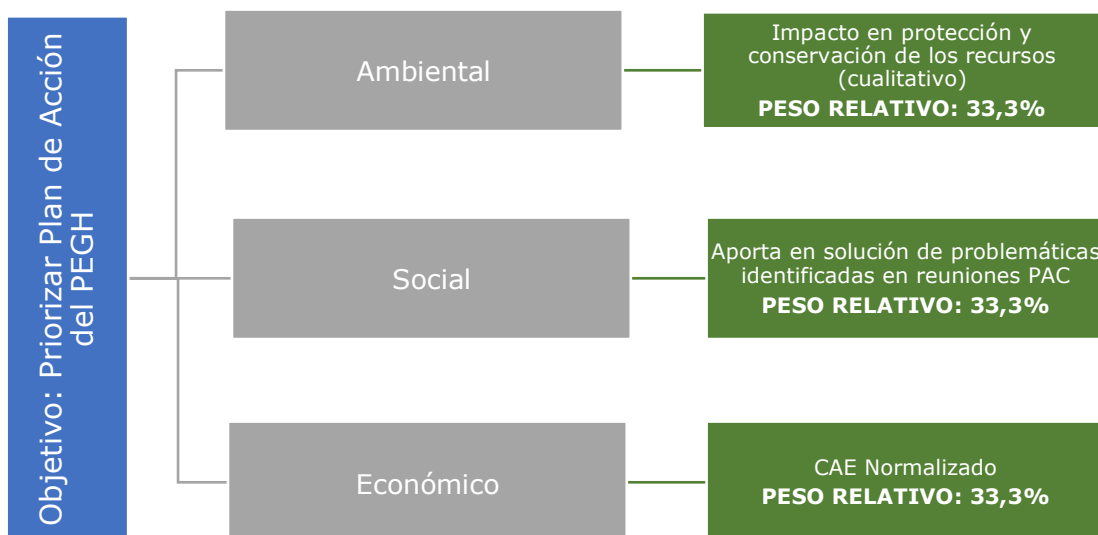 Objetivo: Priorizar Plan de Acción
del PEGH
Ambiental
Impacto en protección y
conservación de los recursos
(cualitativo)
PESO RELATIVO: 33,3%
Social
Aporta en solución de problemáticas
identificadas en reuniones PAC
PESO RELATIVO: 33,3%
Económico
CAE Normalizado
PESO RELATIVO: 33,3%